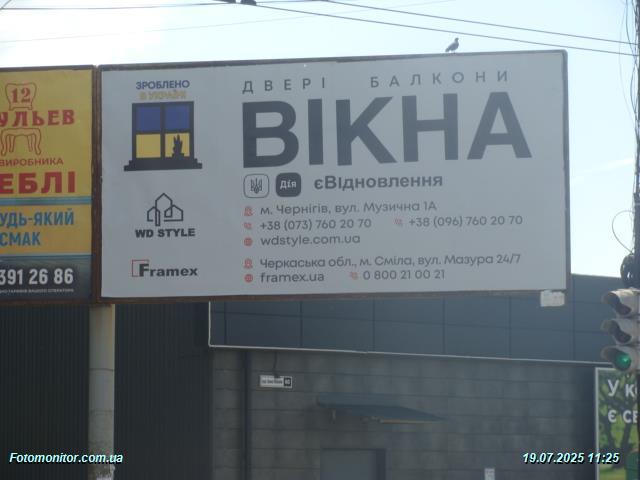 12
УЛЬЕВ
ВИРОБНИКА
ЕБЛІ
УДЬ-ЯКИЙ
СМАК
391 26 86
ЗРОБЛЕНО
В УКРАЇНІ
ДВЕРІ БАЛКОНИ
ВІКНА
Дія
єВІдновлення
WD STYLE
м. Чернігів, вул. Музична 1А
+38 (073) 760 20 70 +38 (096) 760 20 70
wdstyle.com.ua
Framex
Черкаська обл., м. Сміла, вул. Мазура 24/7
framex.ua 0 800 21 00 21
У К
Є СЕ
Fotomonitor.com.ua
19.07.2025 11:25